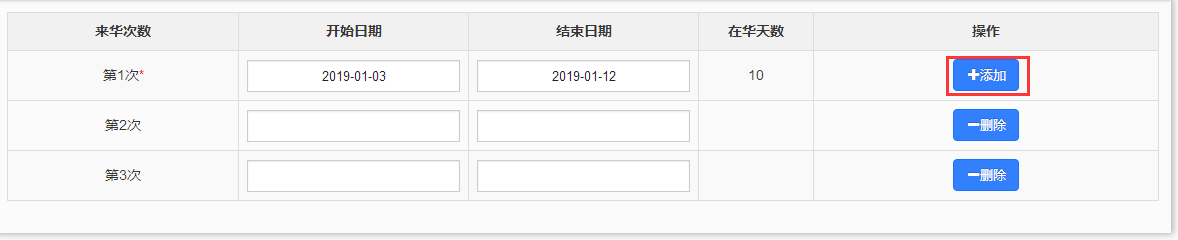 来华次数 开始日期 结束日期 在华天数 操作
第1次* 2019-01-03 2019-01-12 10 +添加
第2次 －删除
第3次 －删除